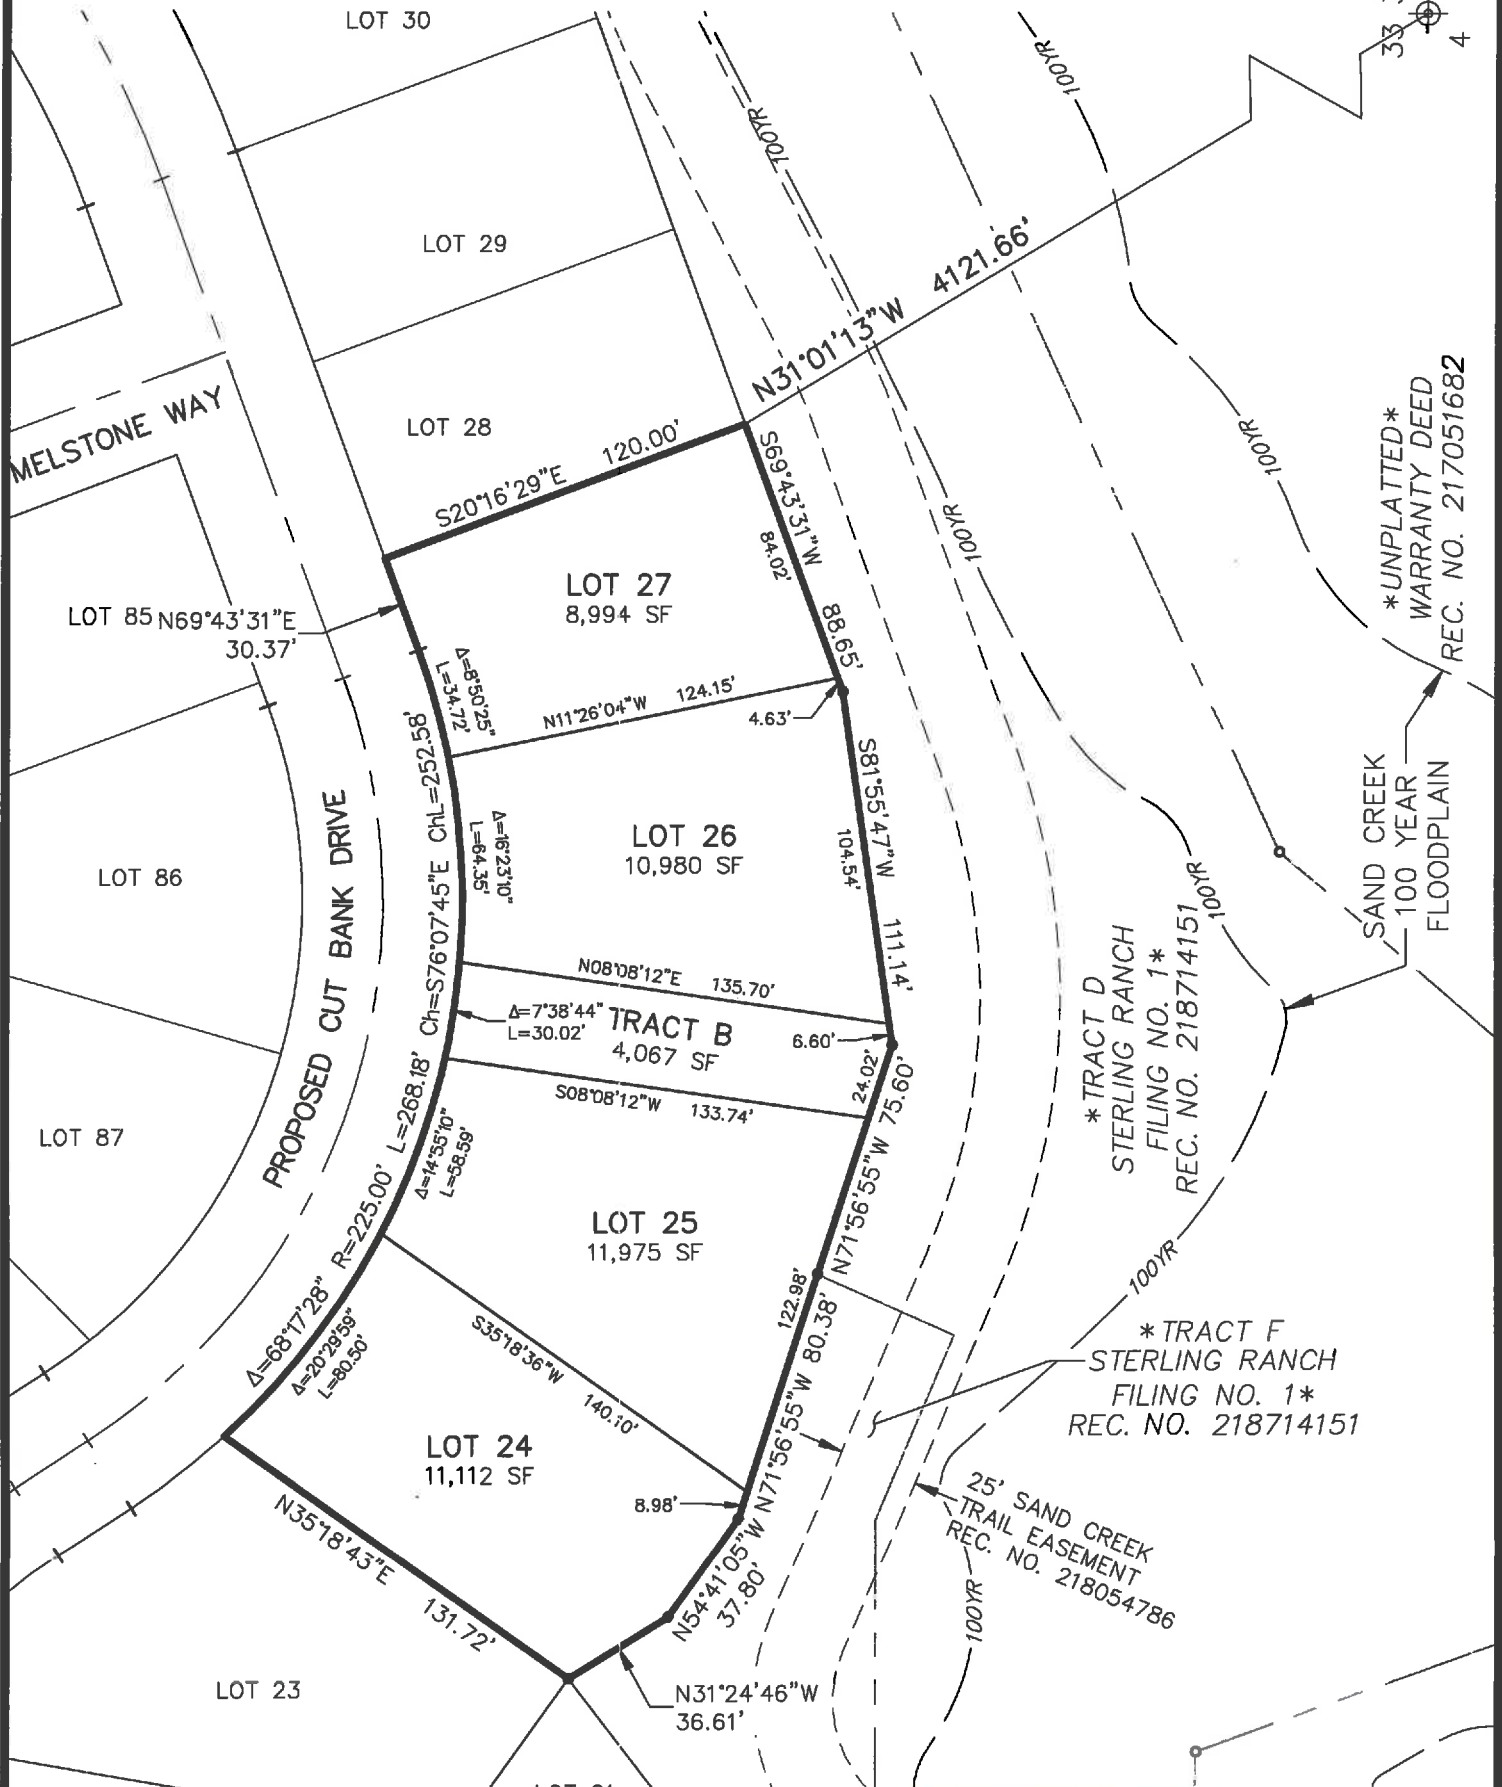 LOT 30
33
4
100YR
100YR
LOT 29
N31°01'13"W 4121.66'
MELSTONE WAY
LOT 28
S20°16'29"E 120.00'
S69°43'31"W 88.65'
84.02'
100YR
100YR
*UNPLATTED*
WARRANTY DEED
REC. NO. 217051682
LOT 85
N69°43'31"E
30.37'
LOT 27
8,994 SF
Δ=8°50'25"
L=34.72'
N11°26'04"W 124.15'
4.63'
S81°55'47"W 111.14'
104.54'
LOT 86
PROPOSED CUT BANK DRIVE
Δ=68°17'28" R=225.00' L=268.18' Ch=S76°07'45"E ChL=252.58'
LOT 26
10,980 SF
Δ=16°23'10"
L=64.35'
SAND CREEK
100 YEAR
FLOODPLAIN
100YR
N08°08'12"E 135.70'
Δ=7°38'44"
L=30.02'
TRACT B
4,067 SF
6.60'
24.02'
S08°08'12"W 133.74'
N71°56'55"W 75.60'
*TRACT D
STERLING RANCH
FILING NO. 1*
REC. NO. 218714151
LOT 87
Δ=14°55'10"
L=58.59'
LOT 25
11,975 SF
122.98'
N71°56'55"W 80.38'
100YR
Δ=20°29'59"
L=80.50'
S35°18'36"W 140.10'
*TRACT F
STERLING RANCH
FILING NO. 1*
REC. NO. 218714151
LOT 24
11,112 SF
8.98'
25' SAND CREEK
TRAIL EASEMENT
REC. NO. 218054786
N35°18'43"E 131.72'
N54°41'05"W
37.80'
100YR
LOT 23
N31°24'46"W
36.61'